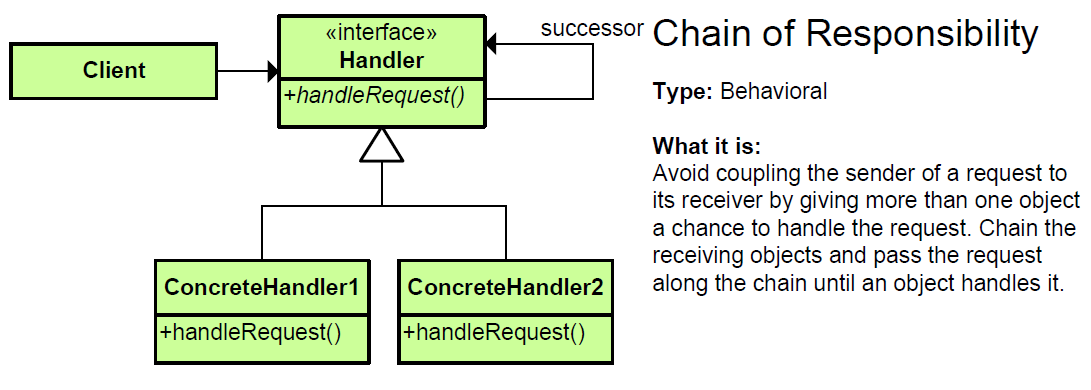 Client
«interface»
Handler
+handleRequest()
successor
ConcreteHandler1
+handleRequest()
ConcreteHandler2
+handleRequest()
Chain of Responsibility
Type: Behavioral
What it is:
Avoid coupling the sender of a request to
its receiver by giving more than one object
a chance to handle the request. Chain the
receiving objects and pass the request
along the chain until an object handles it.